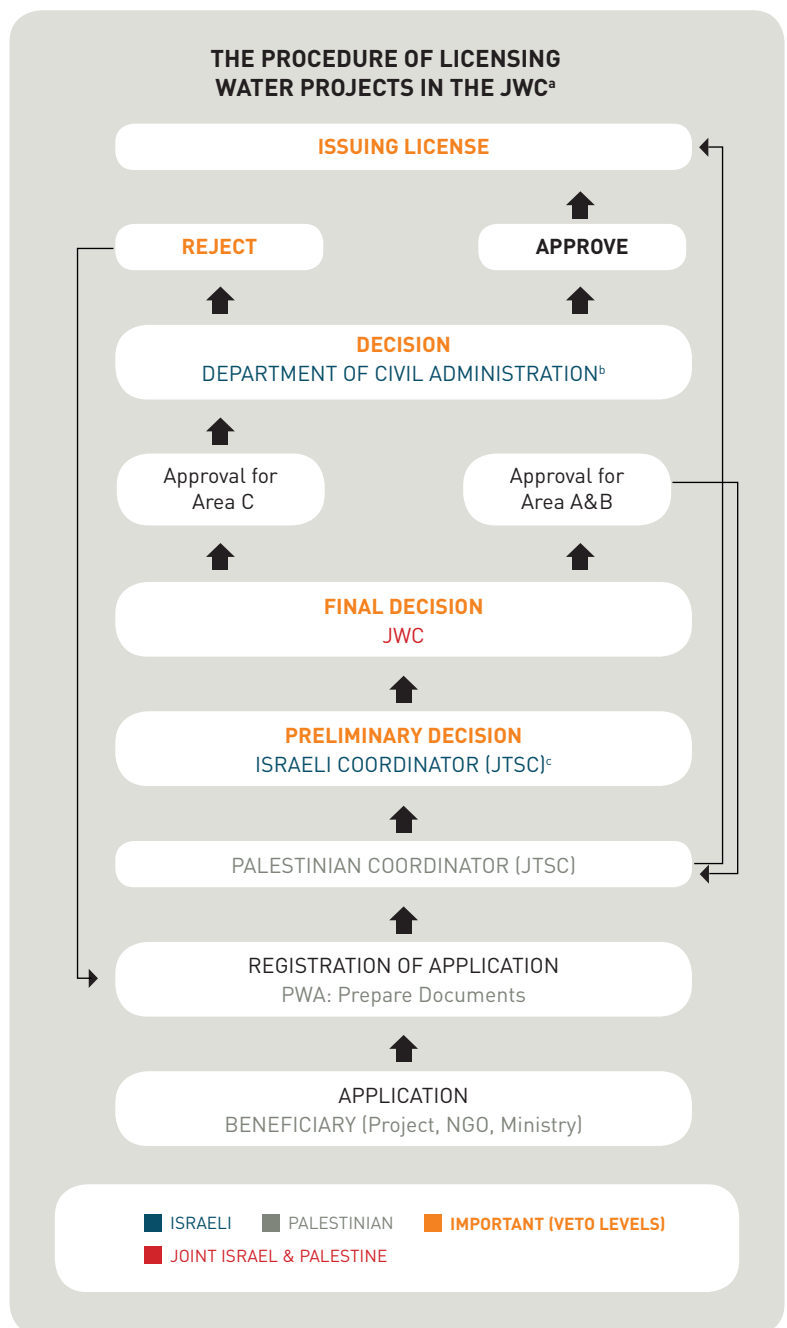 THE PROCEDURE OF LICENSING
WATER PROJECTS IN THE JWCᵃ
ISSUING LICENSE
REJECT
APPROVE
DECISION
DEPARTMENT OF CIVIL ADMINISTRATIONᵇ
Approval for
Area C
Approval for
Area A&B
FINAL DECISION
JWC
PRELIMINARY DECISION
ISRAELI COORDINATOR (JTSC)ᶜ
PALESTINIAN COORDINATOR (JTSC)
REGISTRATION OF APPLICATION
PWA: Prepare Documents
APPLICATION
BENEFICIARY (Project, NGO, Ministry)
ISRAELI
PALESTINIAN
IMPORTANT (VETO LEVELS)
JOINT ISRAEL & PALESTINE